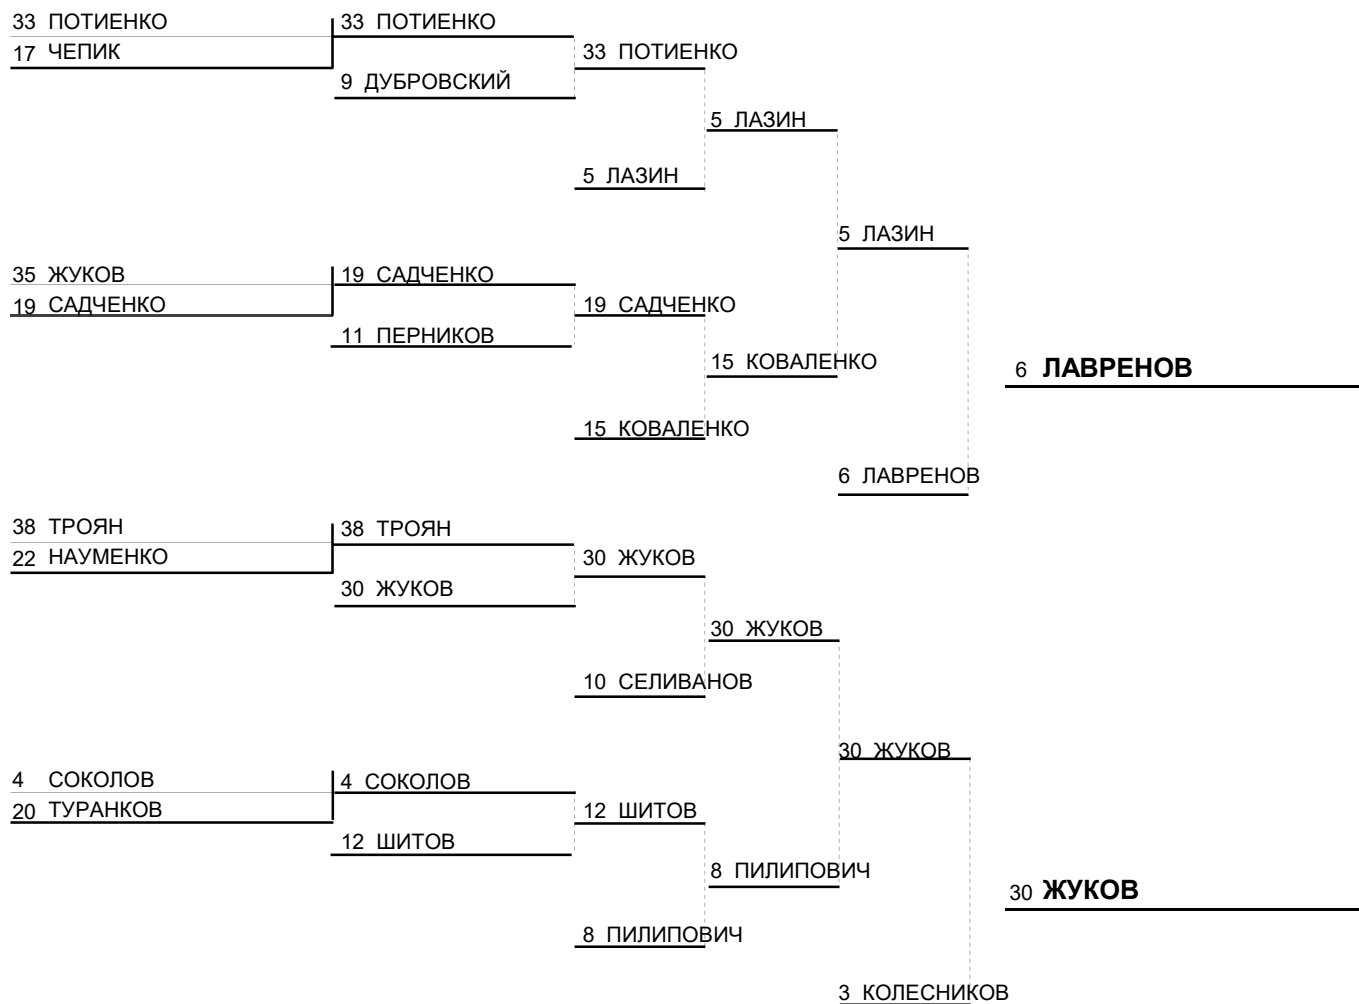 33 ПОТИЕНКО 33 ПОТИЕНКО
17 ЧЕПИК 33 ПОТИЕНКО
9 ДУБРОВСКИЙ
5 ЛАЗИН
5 ЛАЗИН
5 ЛАЗИН
35 ЖУКОВ 19 САДЧЕНКО
19 САДЧЕНКО 19 САДЧЕНКО
11 ПЕРНИКОВ
15 КОВАЛЕНКО 6 ЛАВРЕНОВ
15 КОВАЛЕНКО
6 ЛАВРЕНОВ
38 ТРОЯН 38 ТРОЯН
22 НАУМЕНКО 30 ЖУКОВ
30 ЖУКОВ
30 ЖУКОВ
10 СЕЛИВАНОВ
30 ЖУКОВ
4 СОКОЛОВ 4 СОКОЛОВ
20 ТУРАНКОВ 12 ШИТОВ
12 ШИТОВ
8 ПИЛИПОВИЧ
30 ЖУКОВ
8 ПИЛИПОВИЧ
3 КОЛЕСНИКОВ